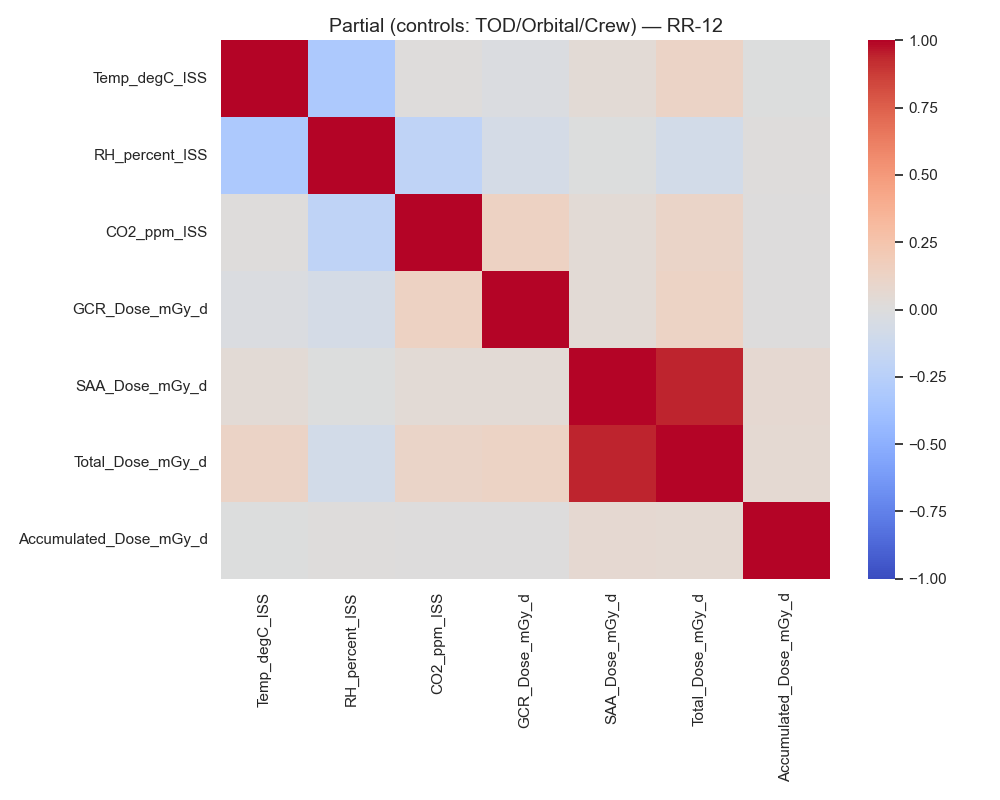 Partial (controls: TOD/Orbital/Crew) — RR-12
Temp_degC_ISS
RH_percent_ISS
CO2_ppm_ISS
GCR_Dose_mGy_d
SAA_Dose_mGy_d
Total_Dose_mGy_d
Accumulated_Dose_mGy_d
Temp_degC_ISS
RH_percent_ISS
CO2_ppm_ISS
GCR_Dose_mGy_d
SAA_Dose_mGy_d
Total_Dose_mGy_d
Accumulated_Dose_mGy_d
1.00
0.75
0.50
0.25
0.00
−0.25
−0.50
−0.75
−1.00